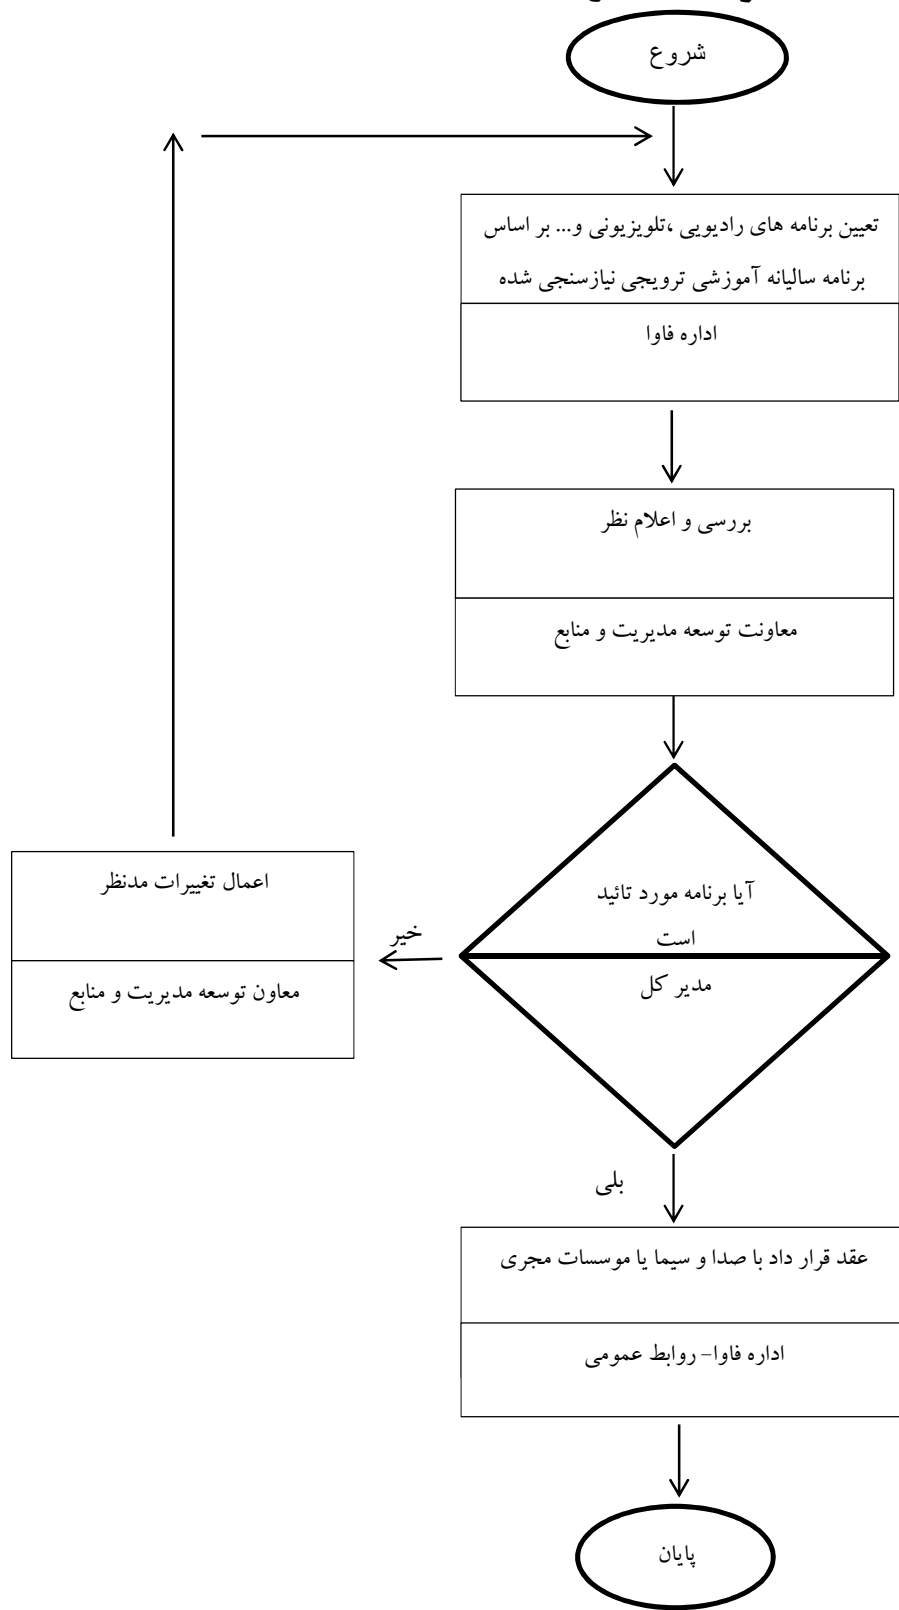 شروع
تعیین برنامه های رادیویی ،تلویزیونی و... بر اساس
برنامه سالیانه آموزشی ترویجی نیازسنجی شده
اداره فاوا
بررسی و اعلام نظر
معاونت توسعه مدیریت و منابع
آیا برنامه مورد تائید
است
مدیر کل
خیر
اعمال تغییرات مدنظر
معاون توسعه مدیریت و منابع
بلی
عقد قرار داد با صدا و سیما یا موسسات مجری
اداره فاوا– روابط عمومی
پایان